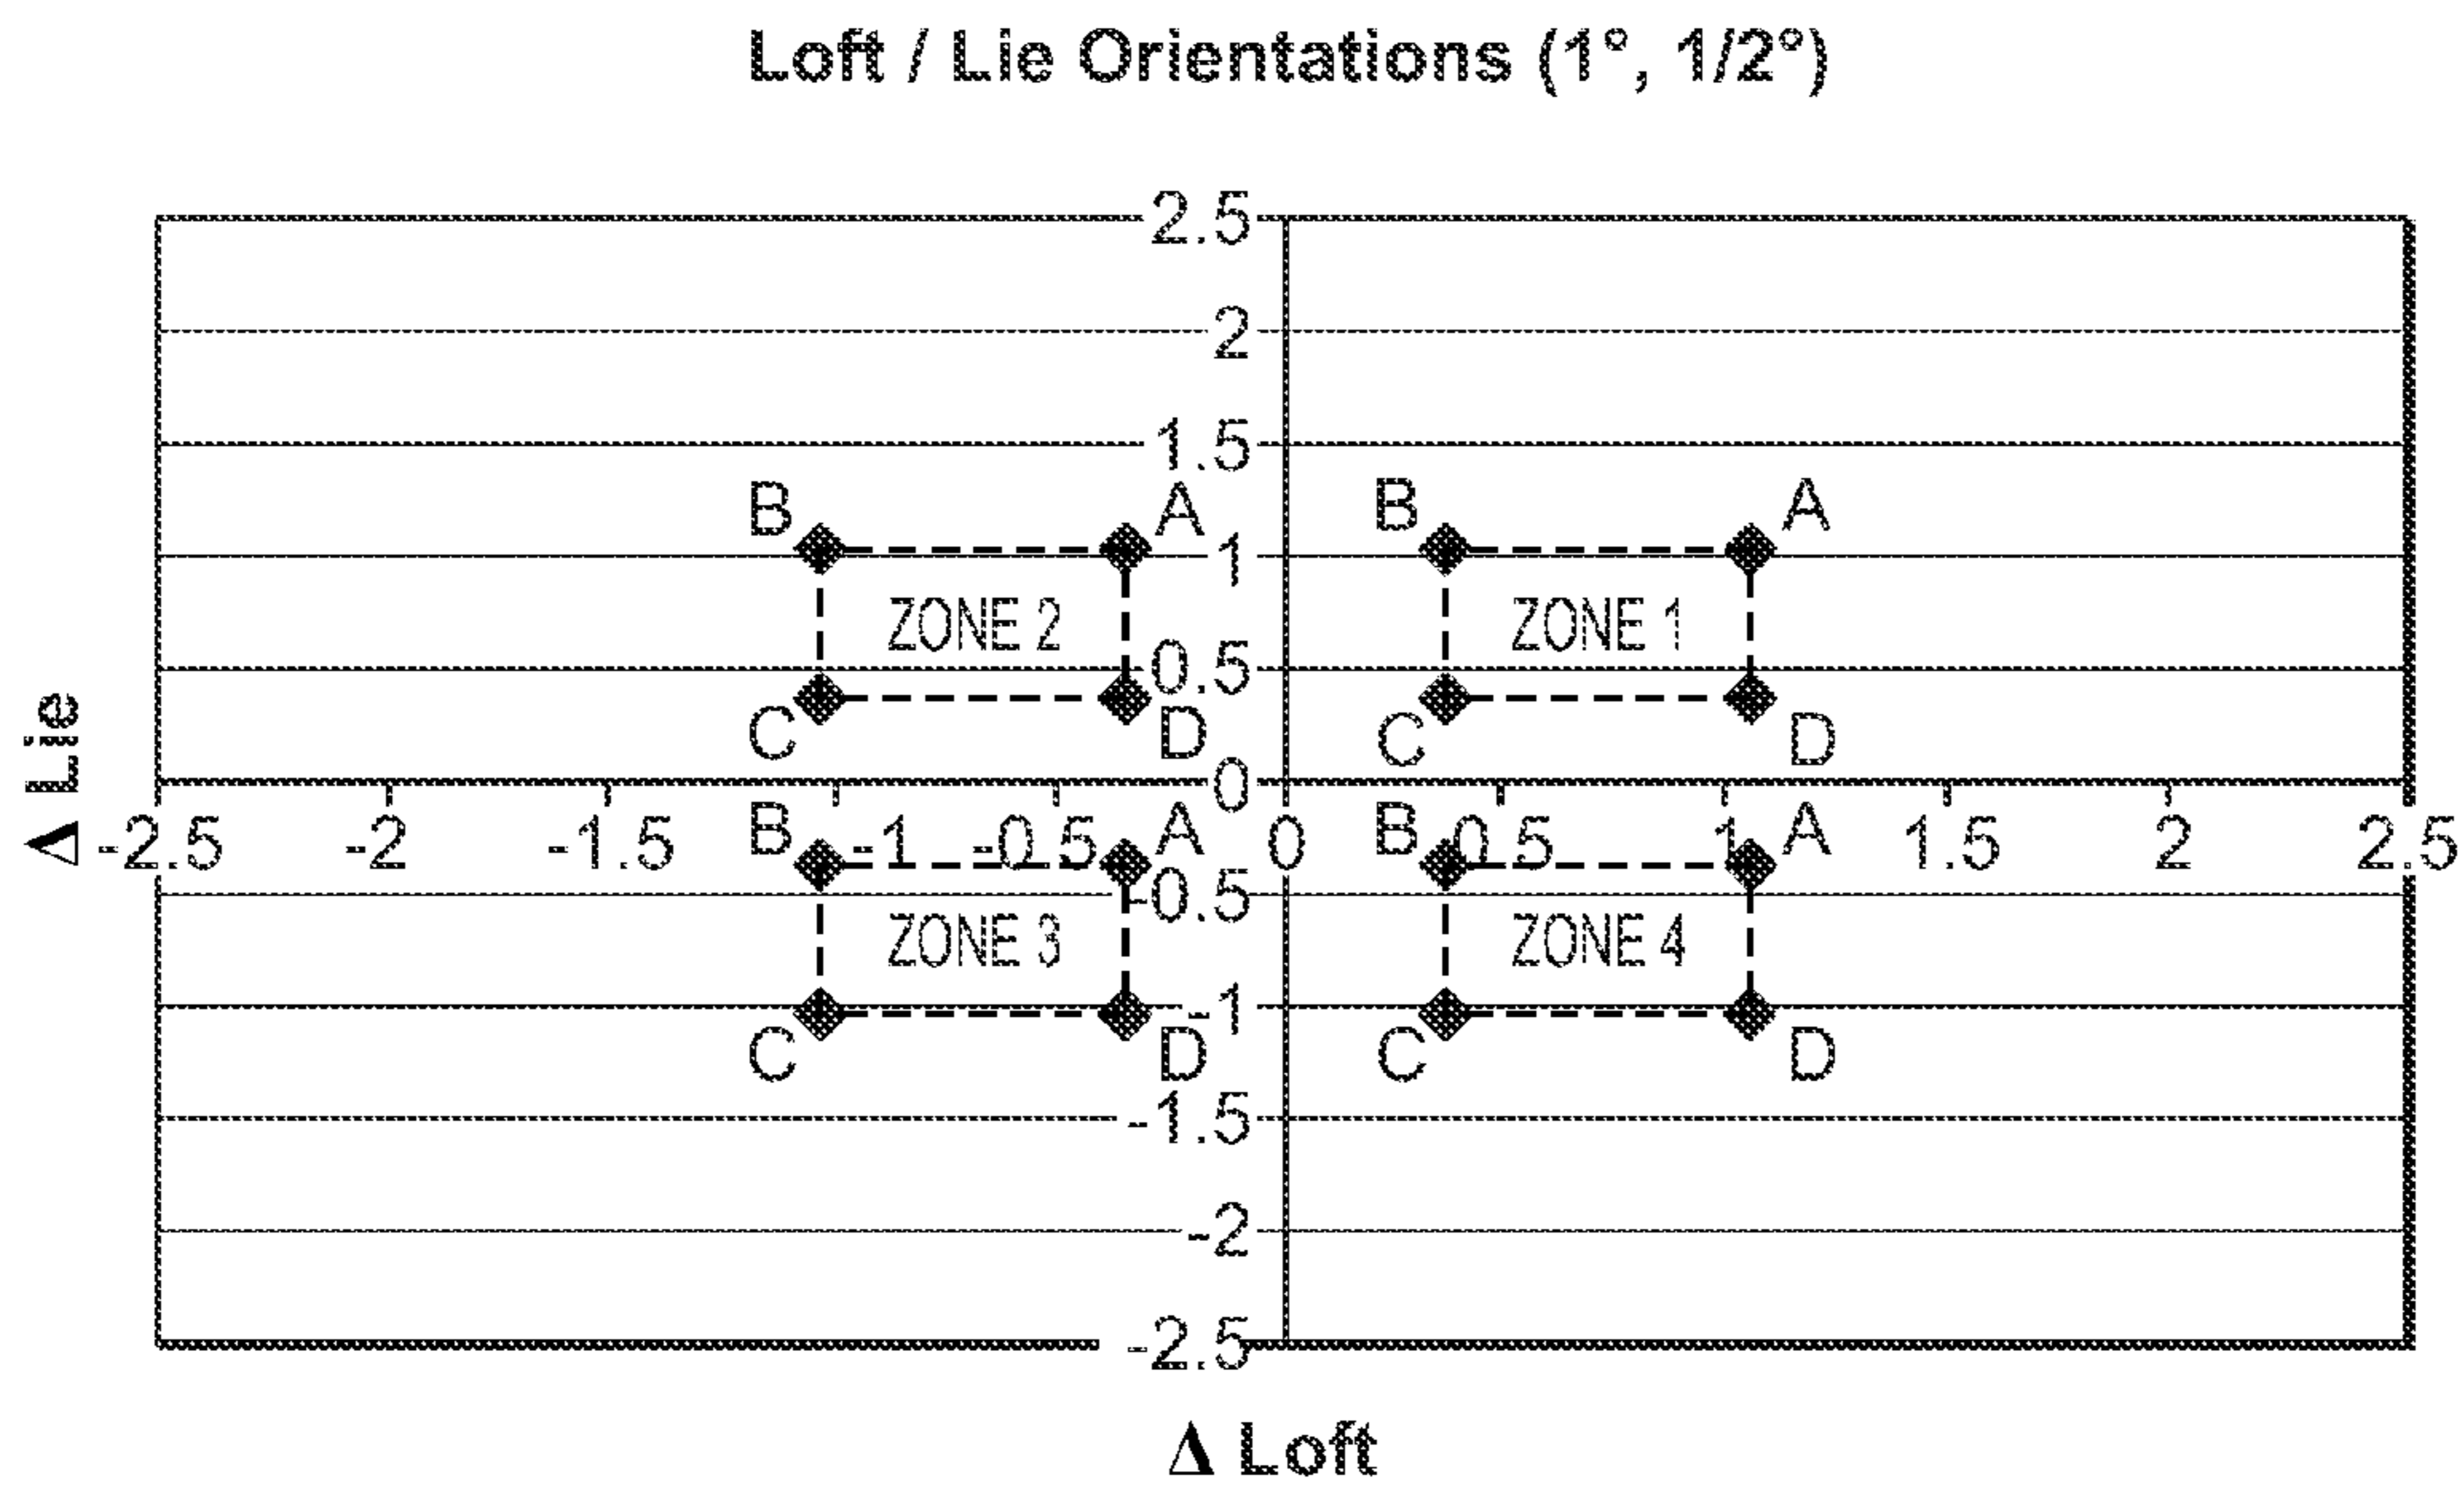 Loft / Lie Orientations (1°, 1/2°)
2.5
2
1.5
B A B A
1
ZONE 2 ZONE 1
0.5
C D C D
0
Δ Lie
B A B A
-2.5 -2 -1.5 -1 -0.5 0 0.5 1 1.5 2 2.5
-0.5
ZONE 3 ZONE 4
-1
C D C D
-1.5
-2
-2.5
Δ Loft